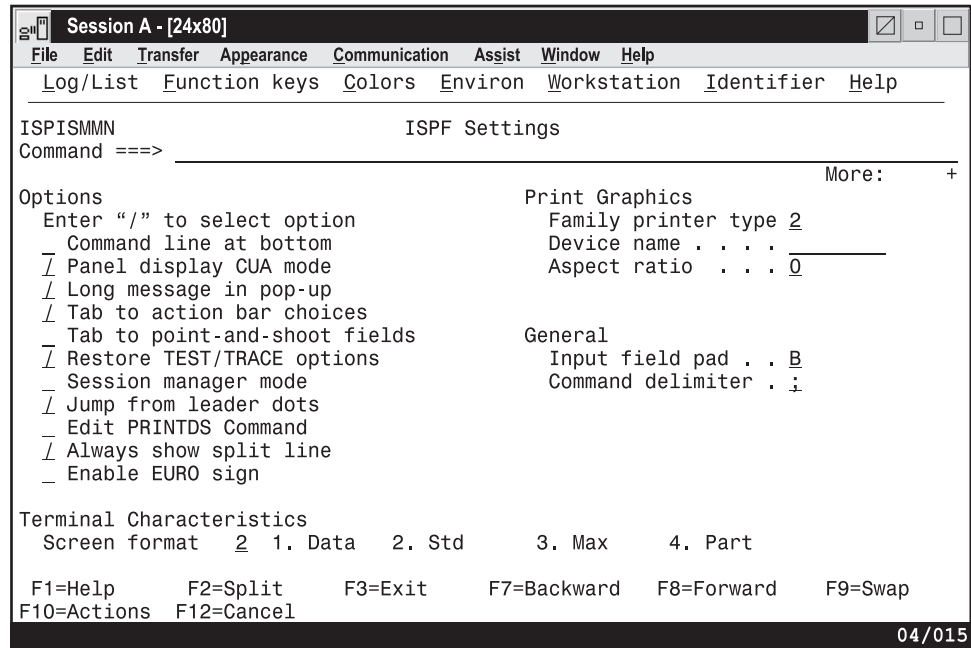 Session A - [24x80]
File Edit Transfer Appearance Communication Assist Window Help
Log/List Function keys Colors Environ Workstation Identifier Help
ISPISMMN ISPF Settings
Command ===>
More: +
Options Print Graphics
Enter “/” to select option Family printer type 2
_ Command line at bottom Device name . . . .
/ Panel display CUA mode Aspect ratio . . . 0
/ Long message in pop-up
/ Tab to action bar choices
_ Tab to point-and-shoot fields General
/ Restore TEST/TRACE options Input field pad . . B
_ Session manager mode Command delimiter . ;
/ Jump from leader dots
_ Edit PRINTDS Command
/ Always show split line
_ Enable EURO sign
Terminal Characteristics
Screen format 2 1. Data 2. Std 3. Max 4. Part
F1=Help F2=Split F3=Exit F7=Backward F8=Forward F9=Swap
F10=Actions F12=Cancel
04/015